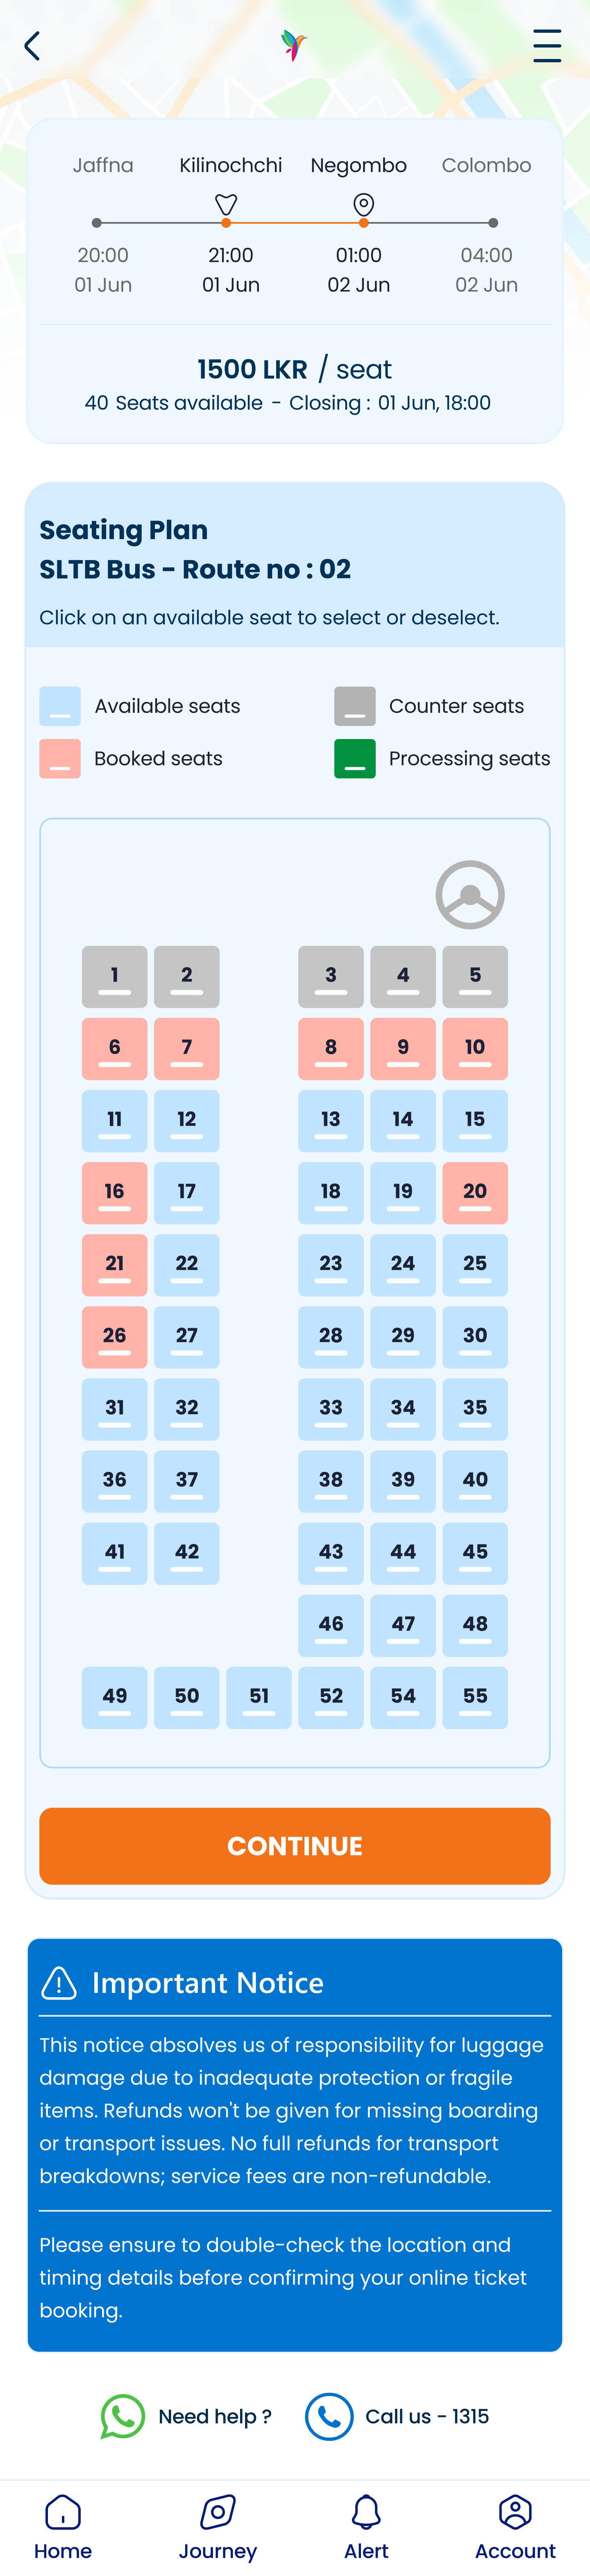 Jaffna Kilinochchi Negombo Colombo
20:00 21:00 01:00 04:00
01 Jun 01 Jun 02 Jun 02 Jun
1500 LKR / seat
40 Seats available - Closing : 01 Jun, 18:00
Seating Plan
SLTB Bus - Route no : 02
Click on an available seat to select or deselect.
Available seats Counter seats
Booked seats Processing seats
1 2 3 4 5
6 7 8 9 10
11 12 13 14 15
16 17 18 19 20
21 22 23 24 25
26 27 28 29 30
31 32 33 34 35
36 37 38 39 40
41 42 43 44 45
46 47 48
49 50 51 52 54 55
CONTINUE
Important Notice
This notice absolves us of responsibility for luggage
damage due to inadequate protection or fragile
items. Refunds won't be given for missing boarding
or transport issues. No full refunds for transport
breakdowns; service fees are non-refundable.
Please ensure to double-check the location and
timing details before confirming your online ticket
booking.
Need help ? Call us - 1315
Home Journey Alert Account